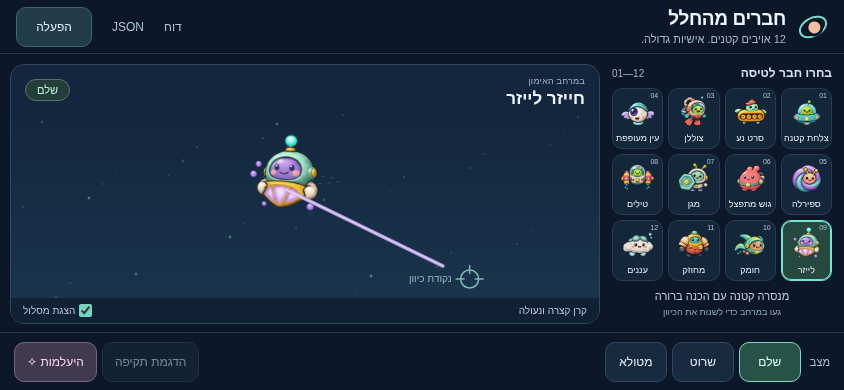 חברים מהחלל
12 אויבים קטנים. אישיות גדולה.
דוח
JSON
הפעלה
בחרו חבר לטיסה
01—12
01
צלחת קטנה
02
סרט נע
03
צוללן
04
עין מעופפת
05
ספירלה
06
גוש מתפצל
07
מגן
08
טילים
09
לייזר
10
חומק
11
מחוזק
12
עננים
מנסרה קטנה עם הכנה ברורה
געו במרחב כדי לשנות את הכיוון
במרחב האימון
חייזר לייזר
שלם
נקודת כיוון
קרן קצרה ונעולה
הצגת מסלול
מצב
שלם
שרוט
מטולא
הדגמת תקיפה
היעלמות ✧